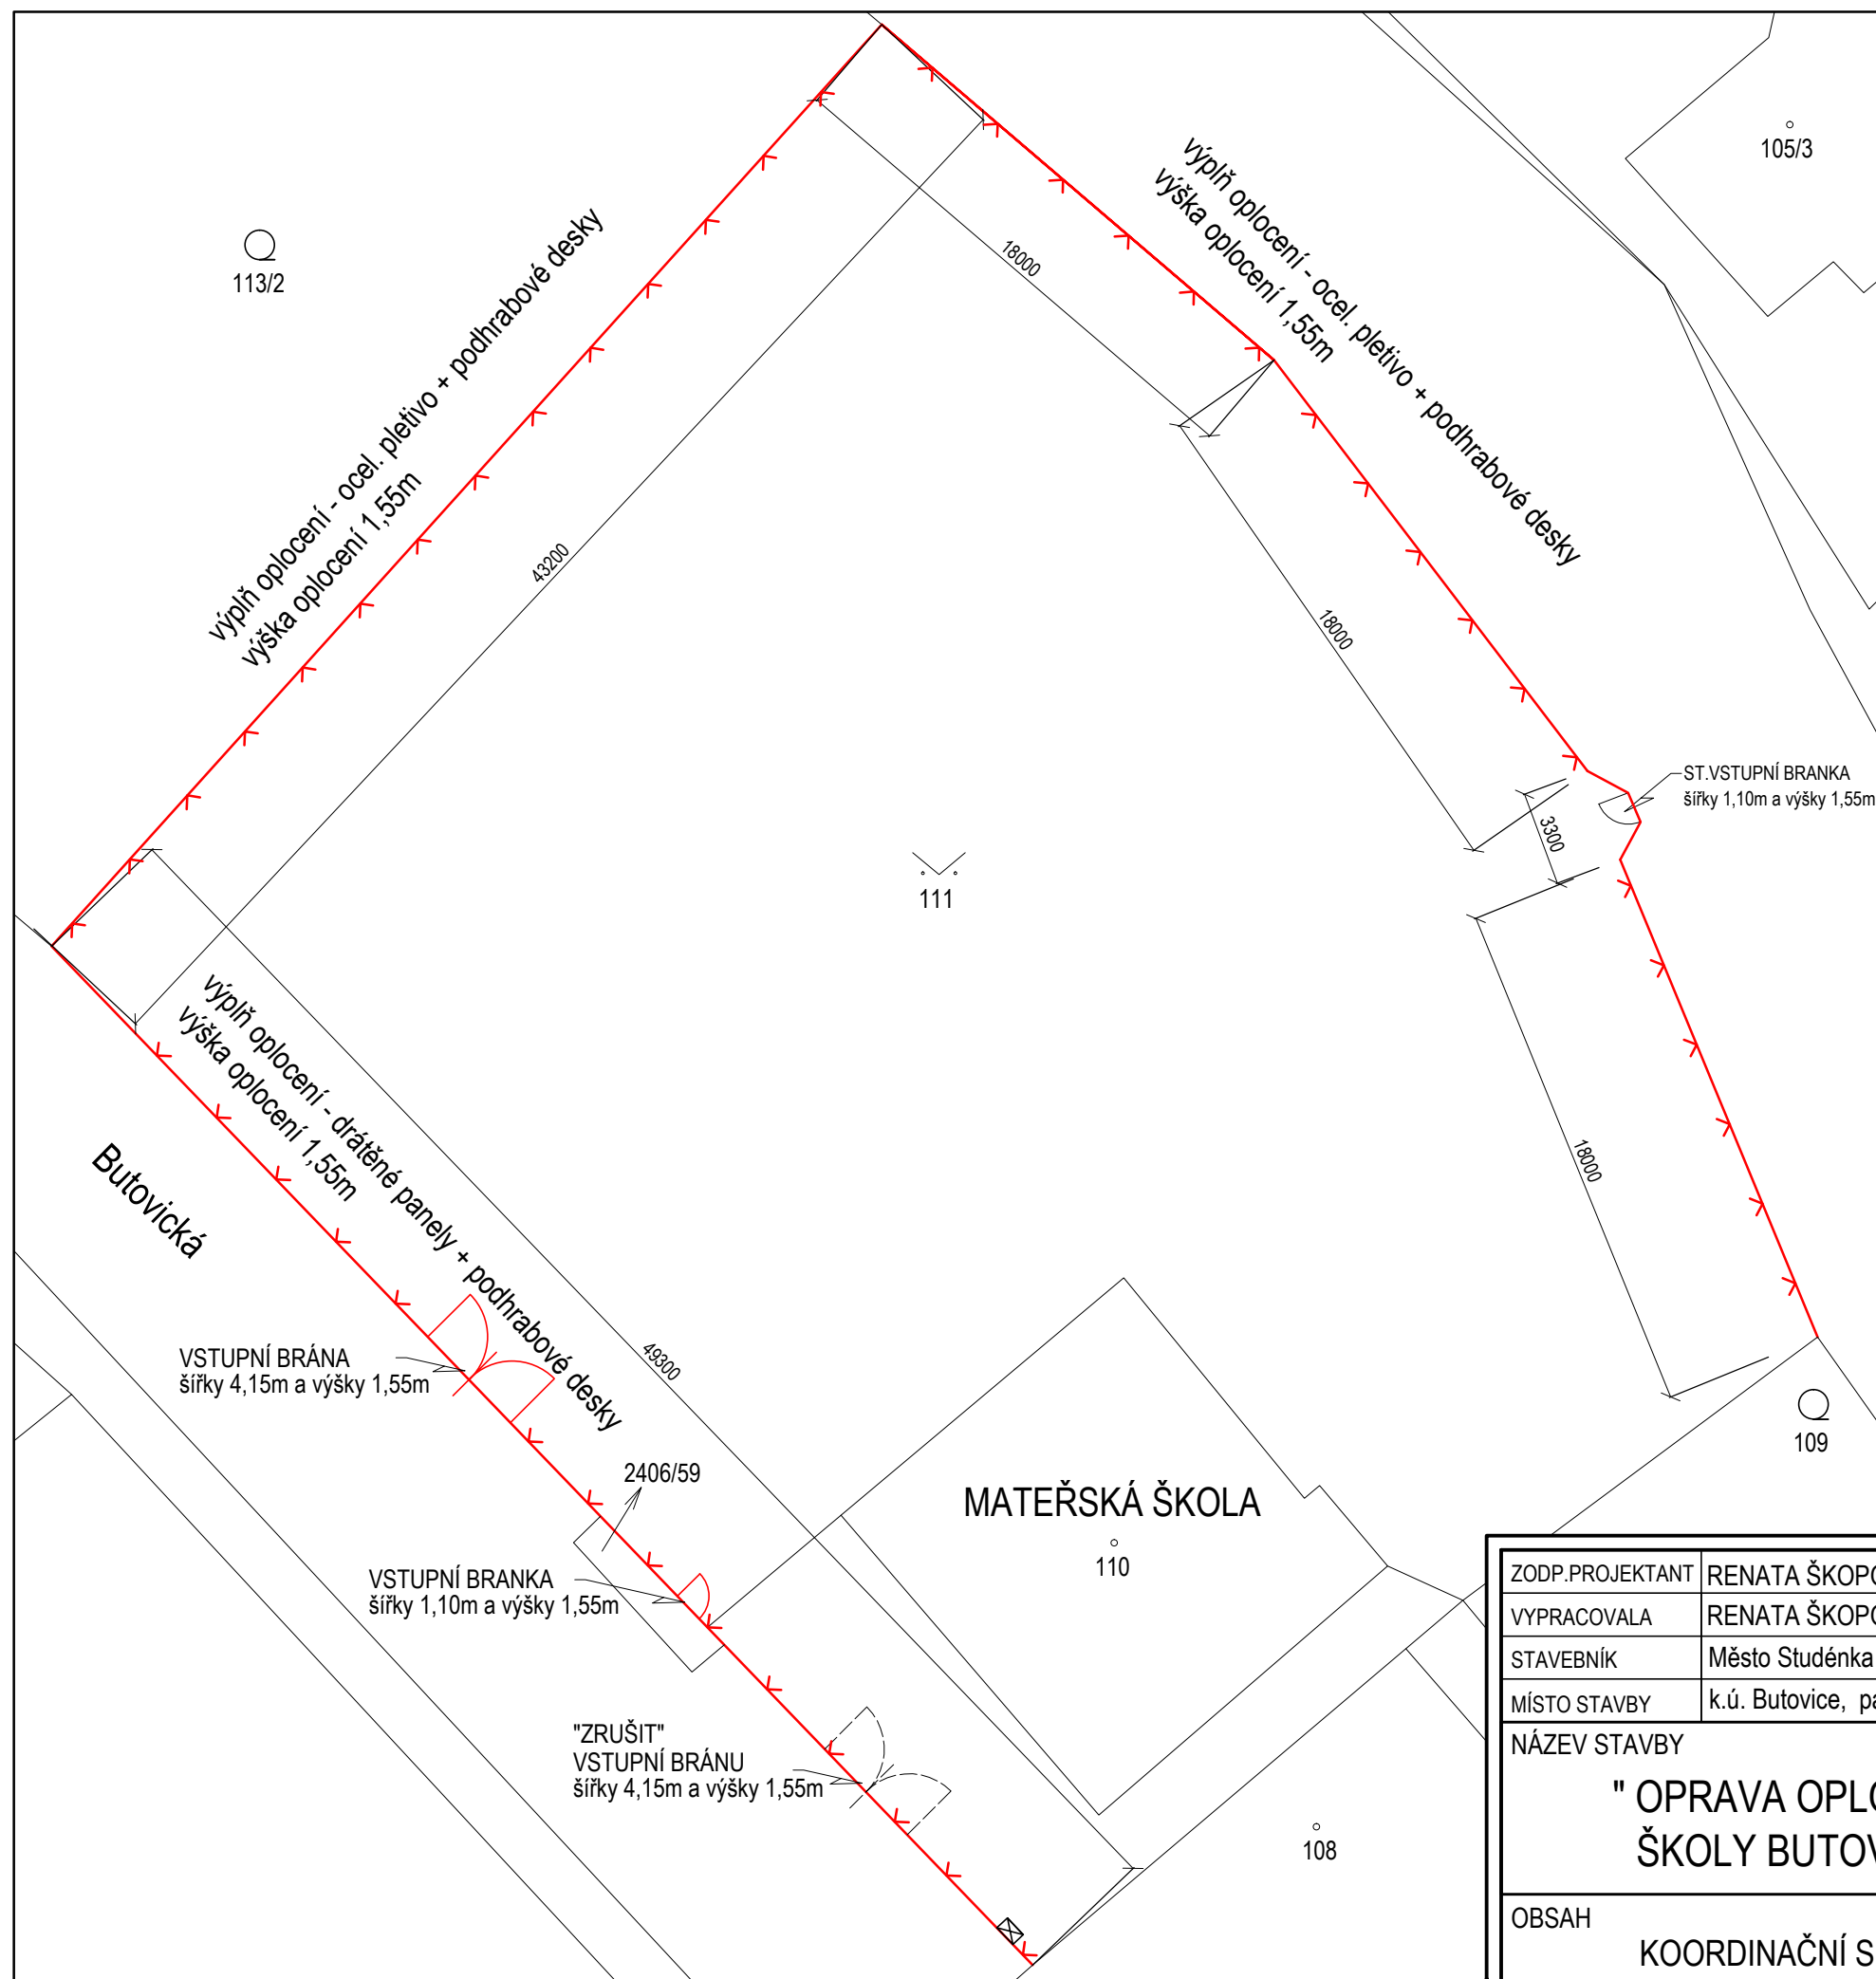 105/3
113/2
výplň oplocení - ocel. pletivo + podhrabové desky
výška oplocení 1,55m
výplň oplocení - ocel. pletivo + podhrabové desky
výška oplocení 1,55m
18000
43200
18000
ST.VSTUPNÍ BRANKA
šířky 1,10m a výšky 1,55m
3300
111
výplň oplocení - drátěné panely + podhrabové desky
výška oplocení 1,55m
Butovická
18000
49300
VSTUPNÍ BRÁNA
šířky 4,15m a výšky 1,55m
109
2406/59
MATEŘSKÁ ŠKOLA
110
VSTUPNÍ BRANKA
šířky 1,10m a výšky 1,55m
"ZRUŠIT"
VSTUPNÍ BRÁNU
šířky 4,15m a výšky 1,55m
108
ZODP.PROJEKTANT RENATA
VYPRACOVALA RENATA
STAVEBNÍK Město Studénka
MÍSTO STAVBY k.ú. Butovice,
NÁZEV STAVBY
" OPRAVA
ŠKOLY
OBSAH
KOORDINAČNÍ